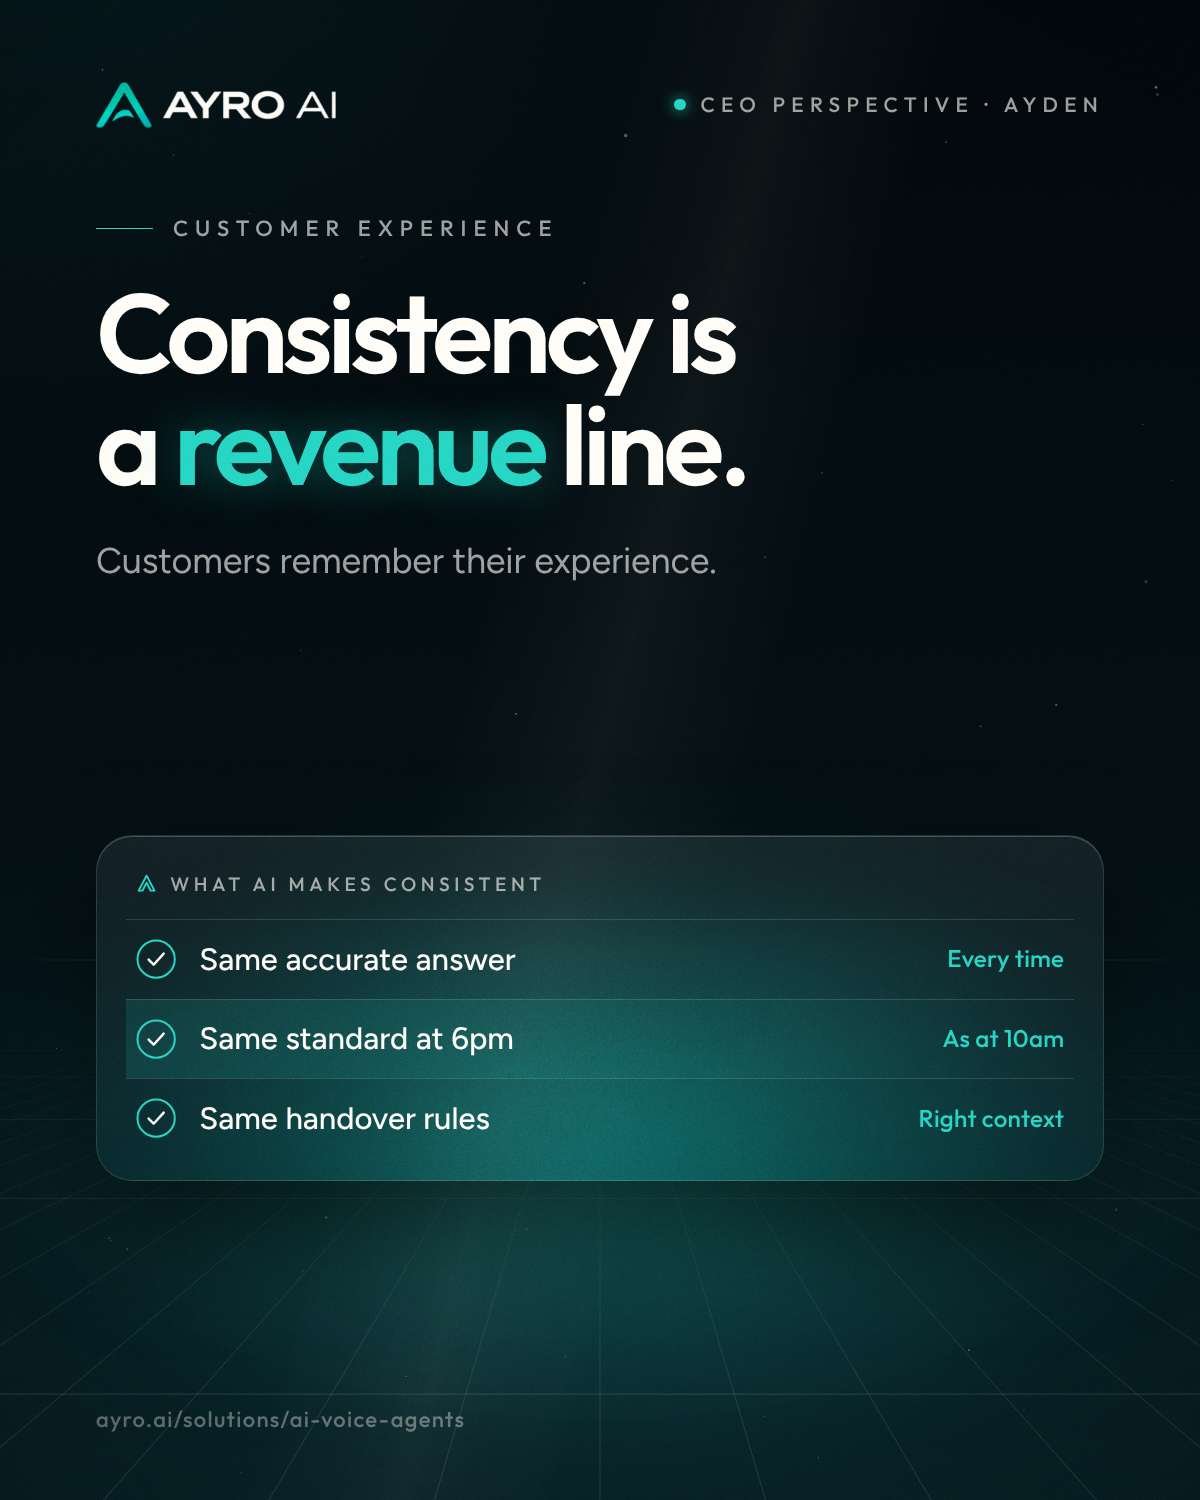 AYRO AI
CEO PERSPECTIVE · AYDEN
CUSTOMER EXPERIENCE
Consistency is
a revenue line.
Customers remember their experience.
WHAT AI MAKES CONSISTENT
Same accurate answer Every time
Same standard at 6pm As at 10am
Same handover rules Right context
ayro.ai/solutions/ai-voice-agents